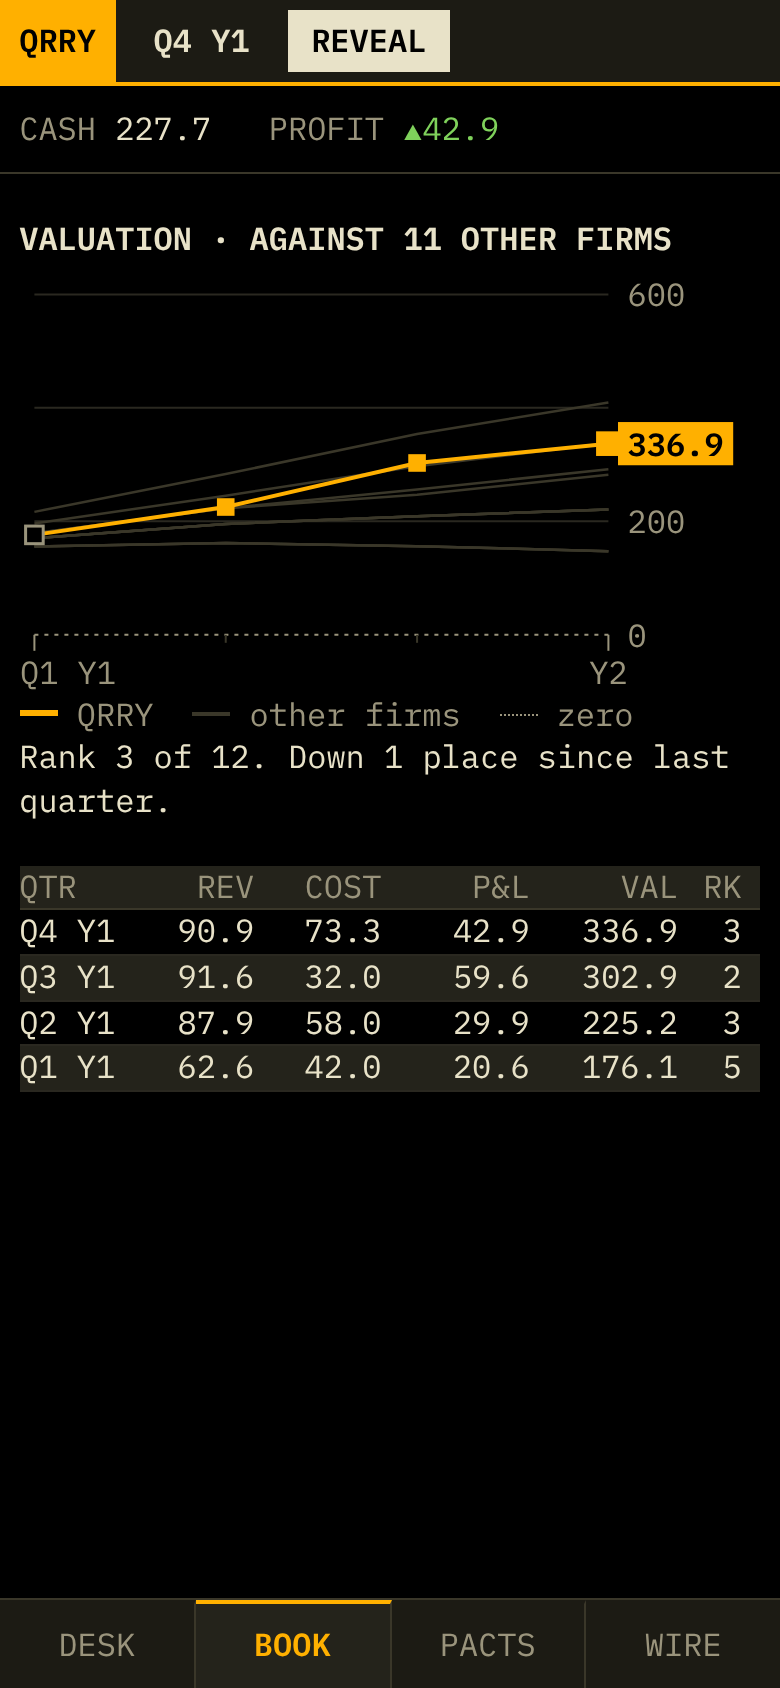 QRRY Q4 Y1 REVEAL
CASH 227.7 PROFIT ▲42.9
VALUATION · AGAINST 11 OTHER FIRMS
600
336.9
200
0
Q1 Y1 Y2
QRRY other firms zero
Rank 3 of 12. Down 1 place since last
quarter.
QTR REV COST P&L VAL RK
Q4 Y1 90.9 73.3 42.9 336.9 3
Q3 Y1 91.6 32.0 59.6 302.9 2
Q2 Y1 87.9 58.0 29.9 225.2 3
Q1 Y1 62.6 42.0 20.6 176.1 5
DESK BOOK PACTS WIRE